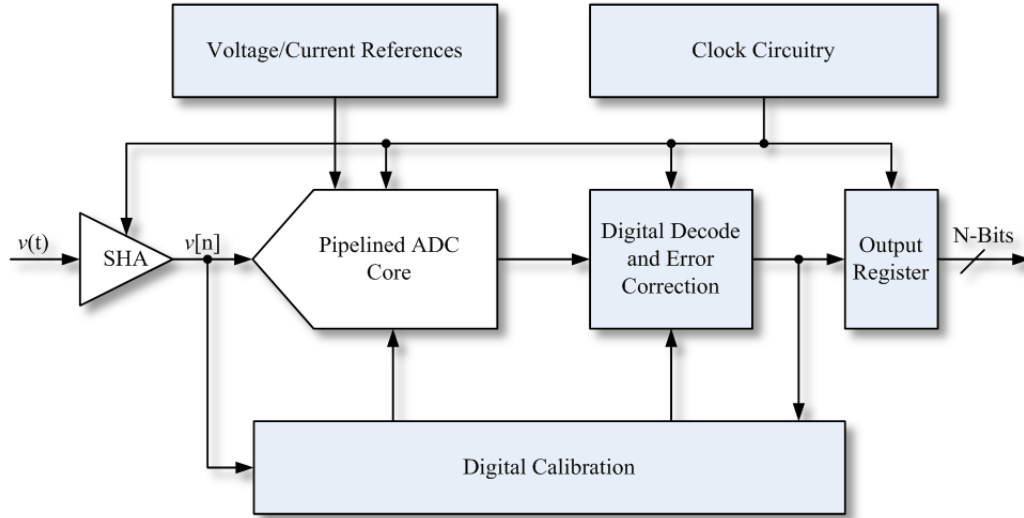 Voltage/Current References
Clock Circuitry
v(t)
SHA
v[n]
Pipelined ADC
Core
Digital Decode
and Error
Correction
Output
Register
N-Bits
Digital Calibration